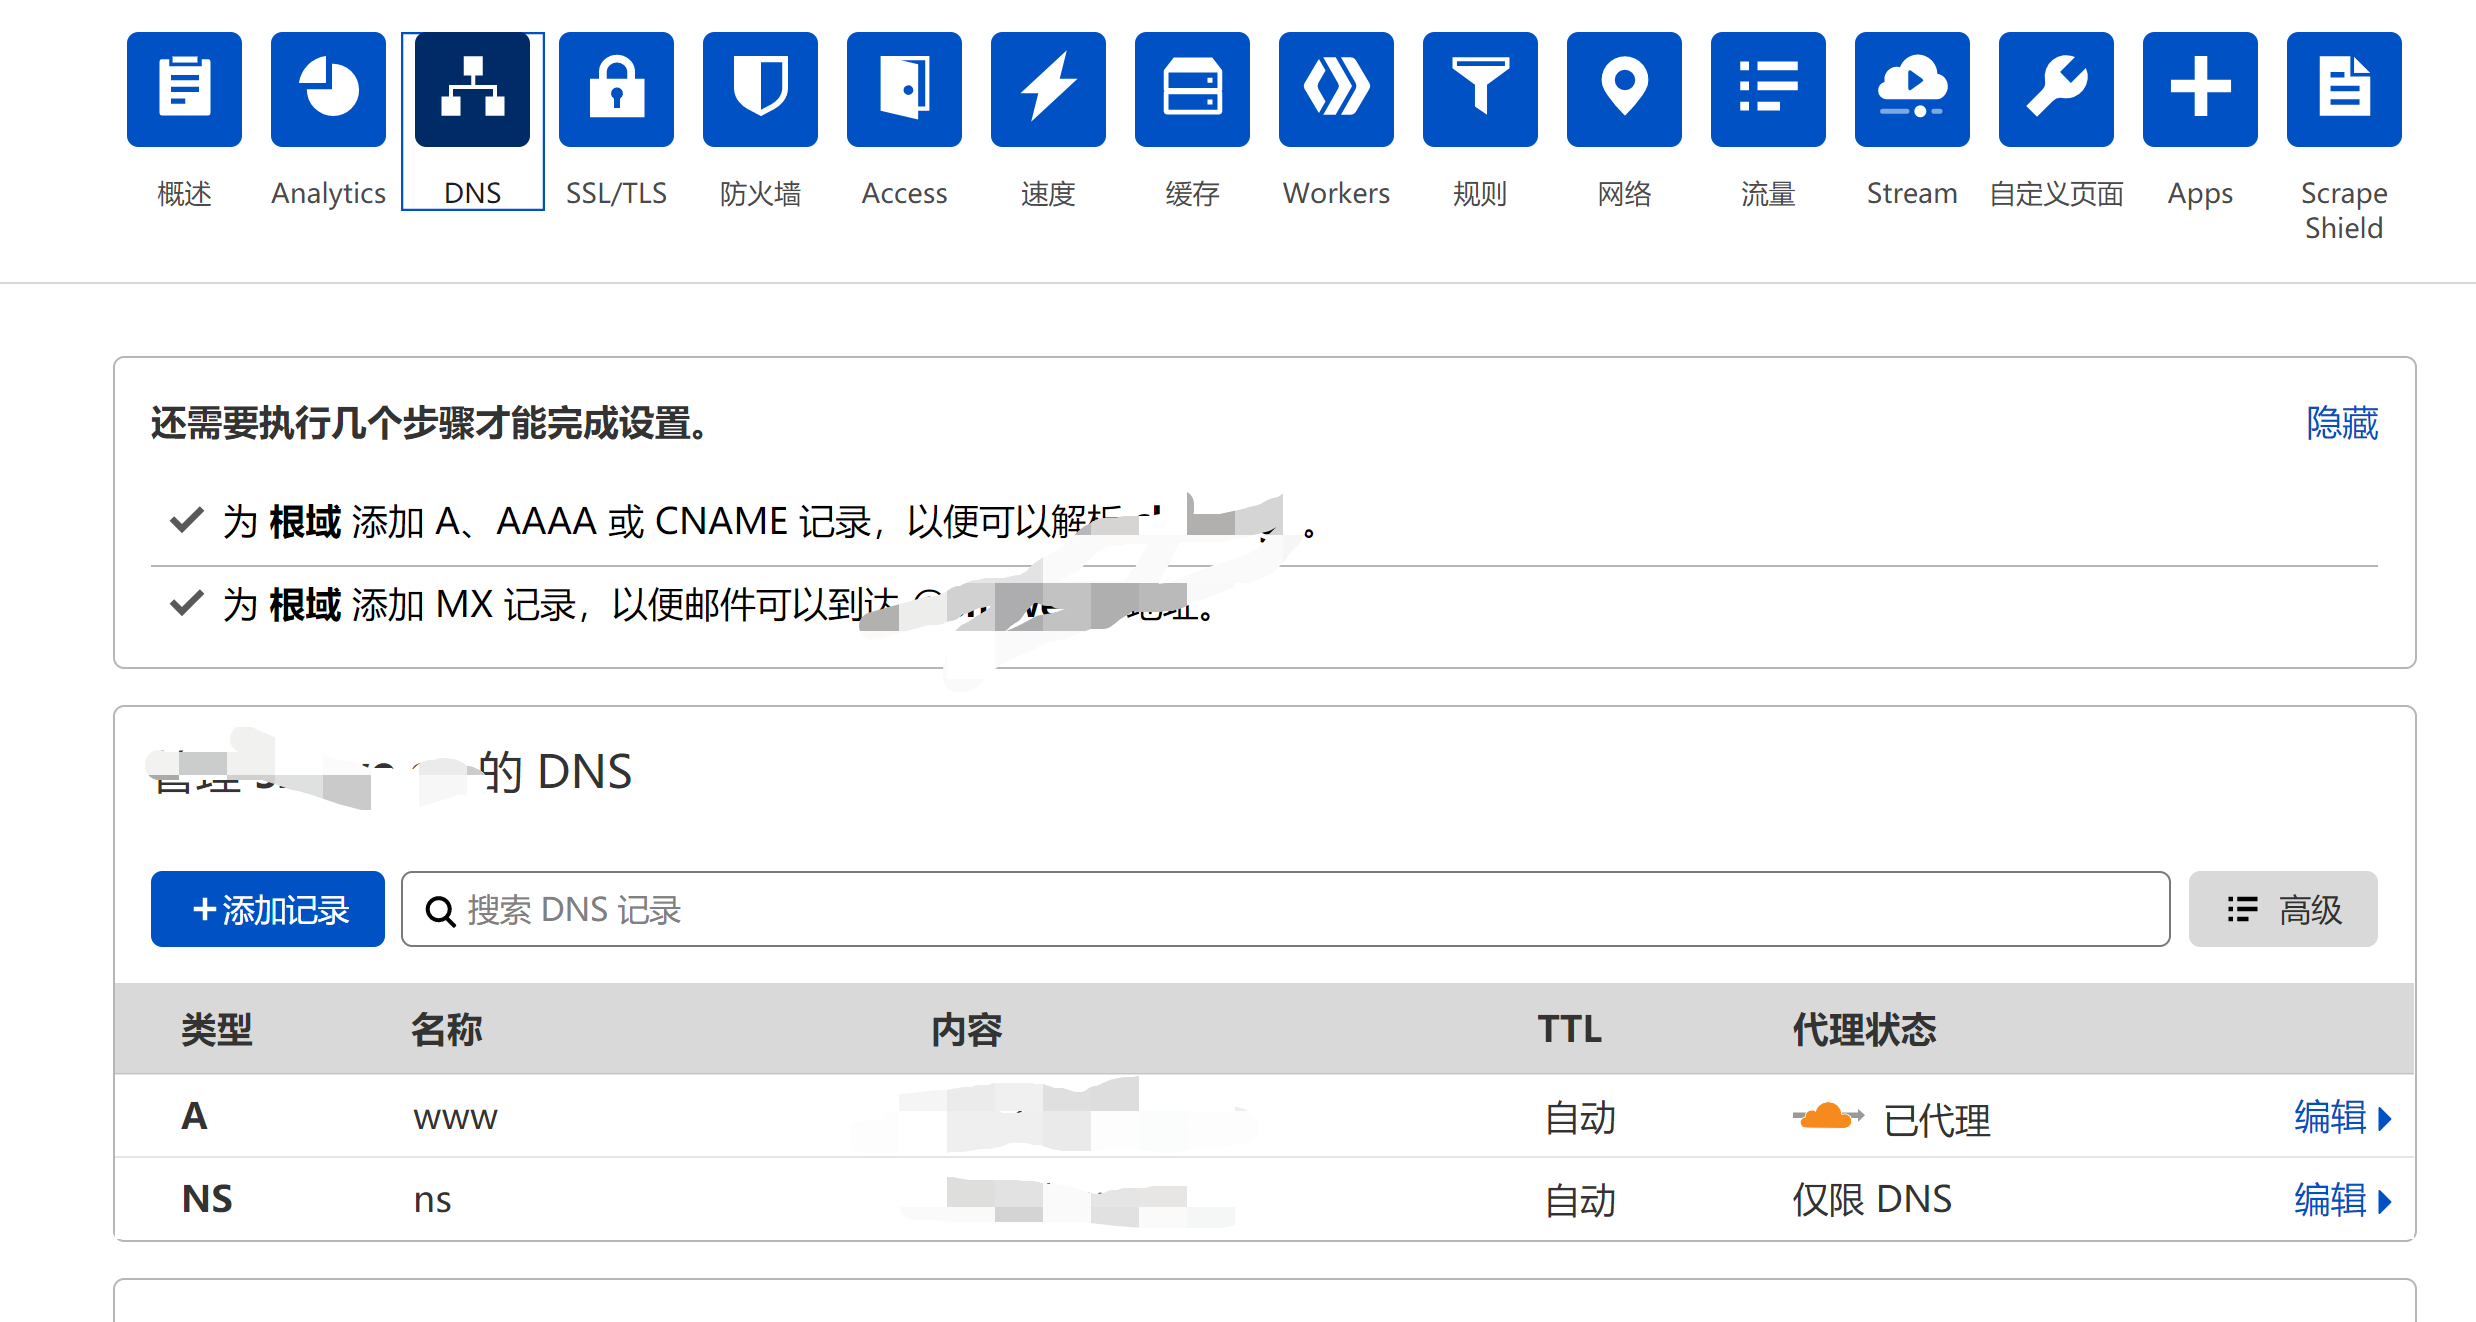 概述
Analytics
DNS
SSL/TLS
防火墙
Access
速度
缓存
Workers
规则
网络
流量
Stream
自定义页面
Apps
Scrape
Shield
还需要执行几个步骤才能完成设置。
隐藏
为 根域 添加 A、AAAA 或 CNAME 记录，以便可以解析 。
为 根域 添加 MX 记录，以便邮件可以到达 @ 地址。
管理 的 DNS
+添加记录
搜索 DNS 记录
高级
类型 名称 内容 TTL 代理状态
A www 自动 已代理 编辑
NS ns 自动 仅限 DNS 编辑